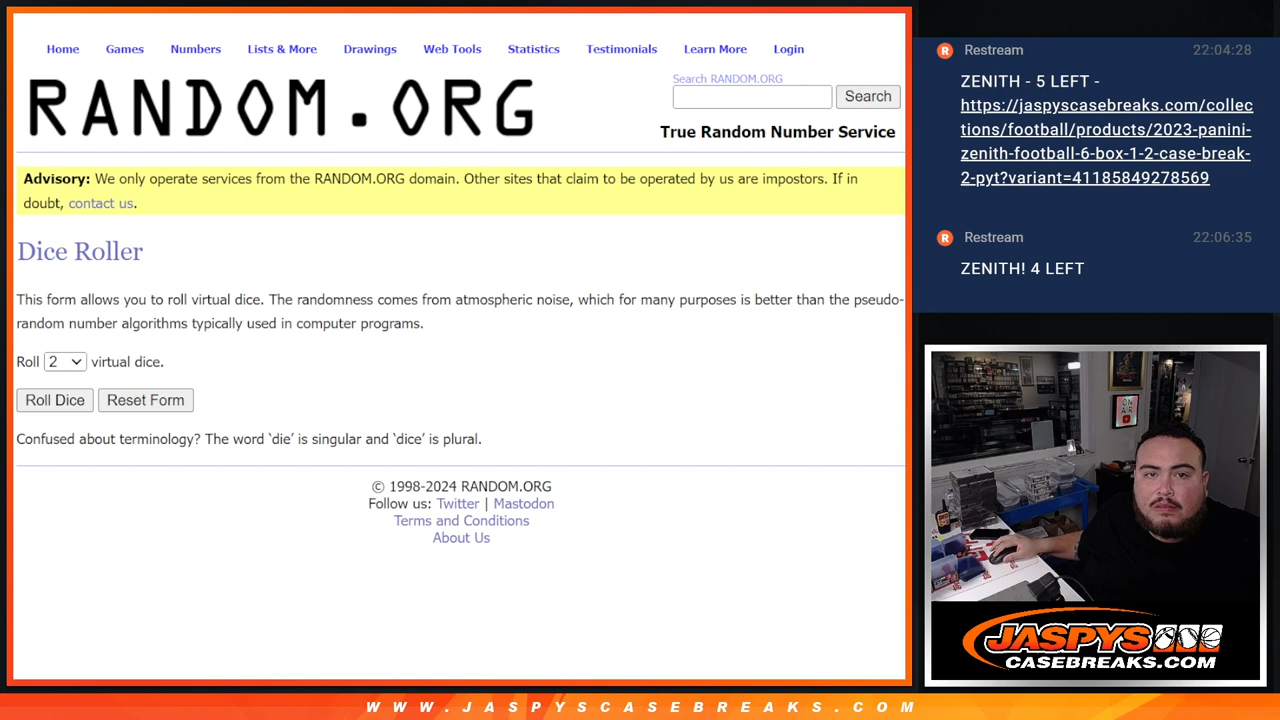 Home Games Numbers Lists & More Drawings Web Tools Statistics Testimonials Learn More Login
RANDOM.ORG
Search RANDOM.ORG
Search
True Random Number Service
Advisory: We only operate services from the RANDOM.ORG domain. Other sites that claim to be operated by us are impostors. If in
doubt, contact us.
Dice Roller
This form allows you to roll virtual dice. The randomness comes from atmospheric noise, which for many purposes is better than the pseudo-
random number algorithms typically used in computer programs.
Roll 2 virtual dice.
Roll Dice Reset Form
Confused about terminology? The word ‘die’ is singular and ‘dice’ is plural.
© 1998-2024 RANDOM.ORG
Follow us: Twitter | Mastodon
Terms and Conditions
About Us
R Restream 22:04:28
ZENITH - 5 LEFT -
https://jaspyscasebreaks.com/collec
tions/football/products/2023-panini-
zenith-football-6-box-1-2-case-break-
2-pyt?variant=41185849278569
R Restream 22:06:35
ZENITH! 4 LEFT
ON
AIR
JASPYS
CASEBREAKS.COM
WWW.JASPYSCASEBREAKS.COM